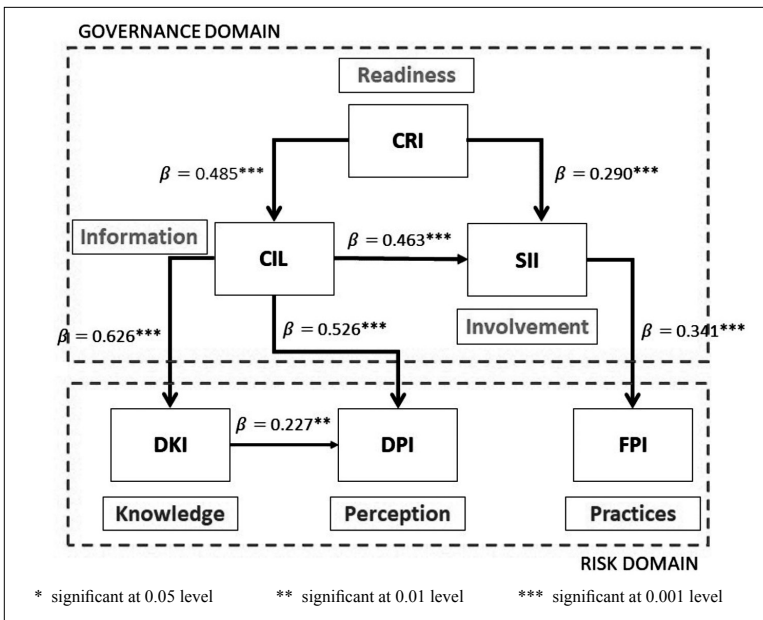 GOVERNANCE DOMAIN
Readiness
CRI
β = 0.485***
β = 0.290***
Information
CIL
β = 0.463***
SII
β = 0.626***
β = 0.526***
Involvement
β = 0.341***
DKI
β = 0.227**
DPI
FPI
Knowledge
Perception
Practices
RISK DOMAIN
* significant at 0.05 level ** significant at 0.01 level *** significant at 0.001 level